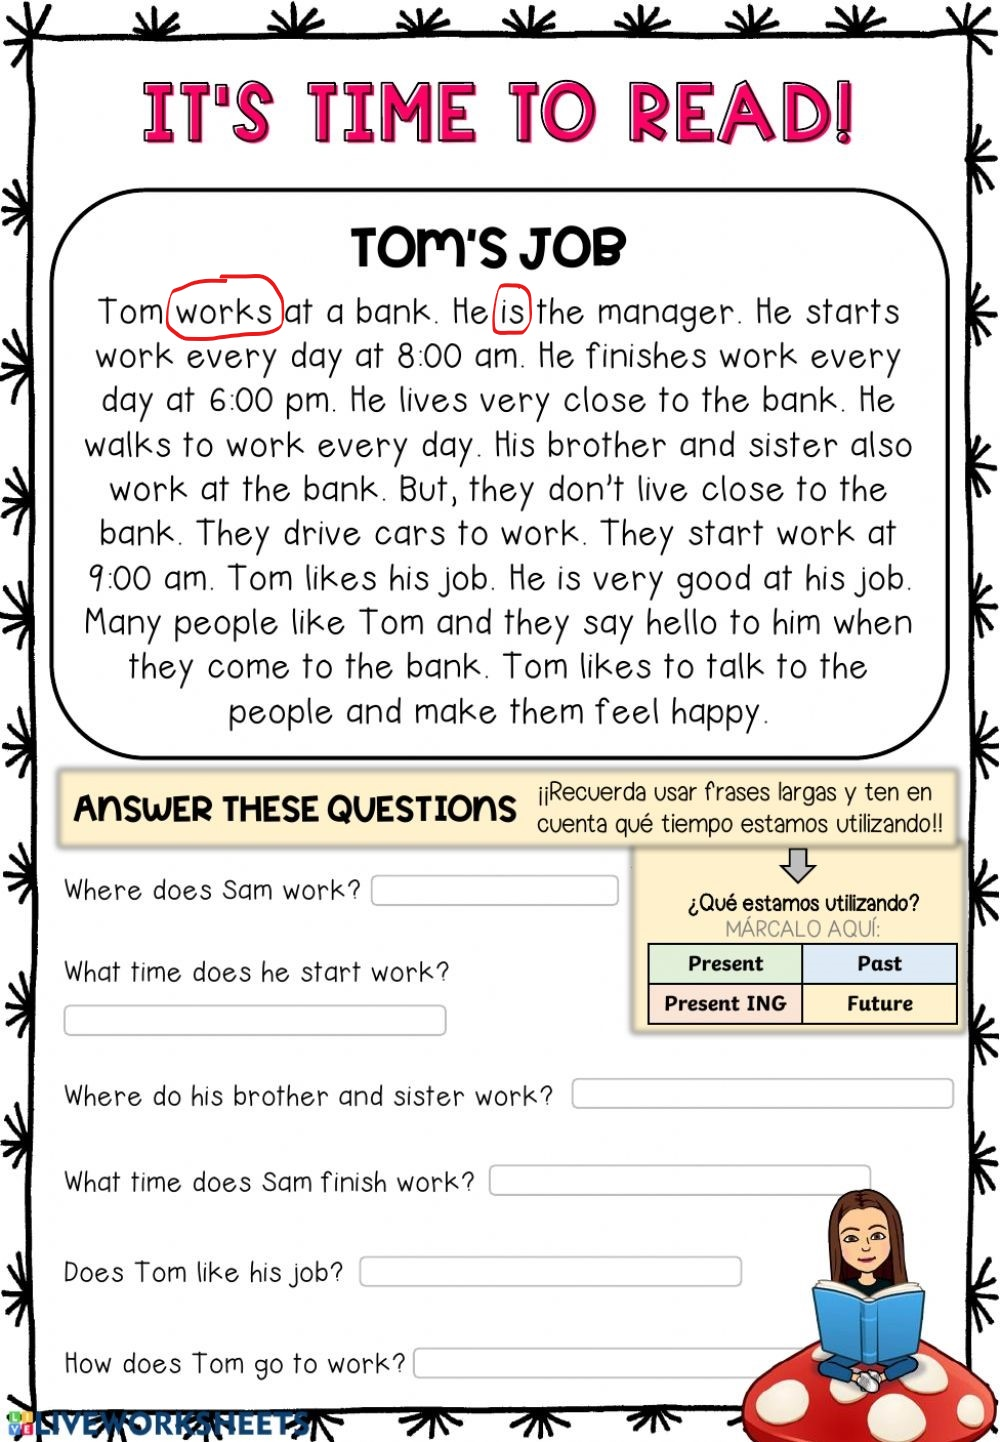 IT'S TIME TO READ!
TOM'S JOB
Tom works at a bank. He is the manager. He starts
work every day at 8:00 am. He finishes work every
day at 6:00 pm. He lives very close to the bank. He
walks to work every day. His brother and sister also
work at the bank. But, they don't live close to the
bank. They drive cars to work. They start work at
9:00 am. Tom likes his job. He is very good at his job.
Many people like Tom and they say hello to him when
they come to the bank. Tom likes to talk to the
people and make them feel happy.
ANSWER THESE QUESTIONS
¡¡Recuerda usar frases largas y ten en
cuenta qué tiempo estamos utilizando!!
¿Qué estamos utilizando?
MÁRCALO AQUÍ:
Present Past
Present ING Future
Where does Sam work?
What time does he start work?
Where do his brother and sister work?
What time does Sam finish work?
Does Tom like his job?
How does Tom go to work?
LIVE LIVEWORKSHEETS